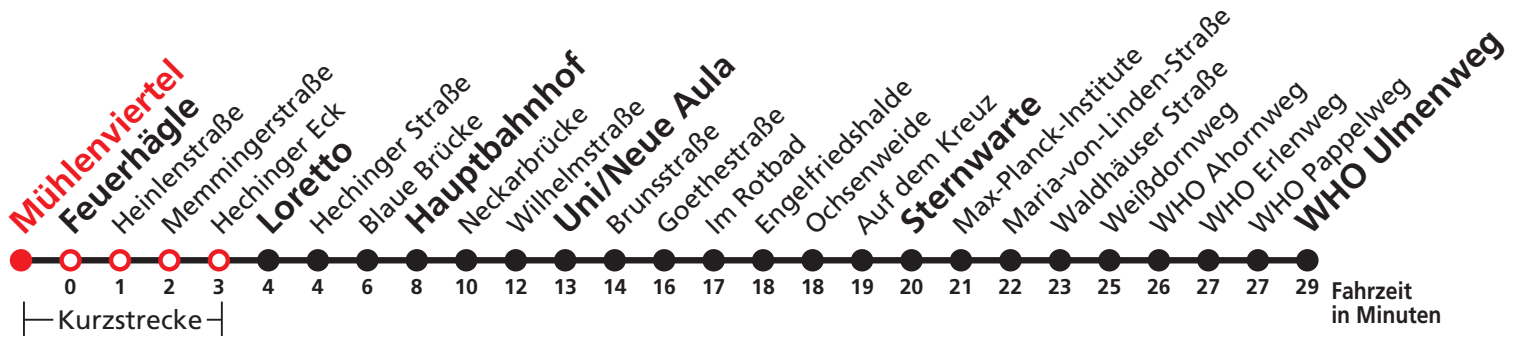 Mühlenviertel
Feuerhägle
Heinlenstraße
Memmingerstraße
Hechinger Eck
Loretto
Hechinger Straße
Blaue Brücke
Hauptbahnhof
Neckarbrücke
Wilhelmstraße
Uni/Neue Aula
Brunsstraße
Goethestraße
Im Rotbad
Engelfriedshalde
Ochsenweide
Auf dem Kreuz
Sternwarte
Max-Planck-Institute
Maria-von-Linden-Straße
Waldhäuser Straße
Weißdornweg
WHO Ahornweg
WHO Erlenweg
WHO Pappelweg
WHO Ulmenweg
0 1 2 3 4 4 6 8 10 12 13 14 16 17 18 18 19 20 21 22 23 25 26 27 27 29
Fahrzeit
in Minuten
Kurzstrecke